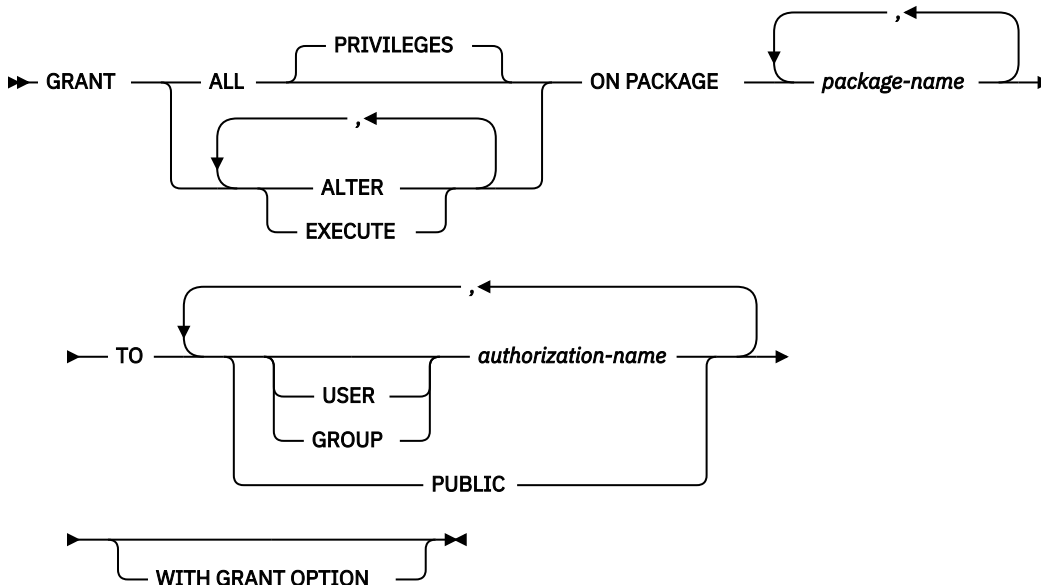 ,
PRIVILEGES
GRANT ALL ON PACKAGE package-name
,
ALTER
EXECUTE
,
TO authorization-name
USER
GROUP
PUBLIC
WITH GRANT OPTION